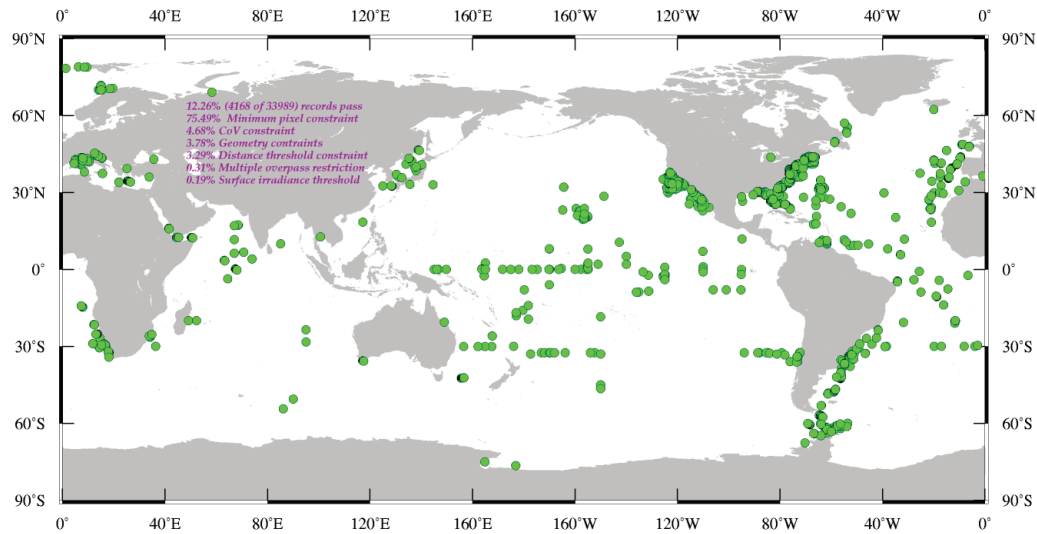 0° 40°E 80°E 120°E 160°E 160°W 120°W 80°W 40°W 0°
90°N 90°N
60°N 60°N
30°N 30°N
0° 0°
30°S 30°S
60°S 60°S
90°S 90°S
12.26% (4168 of 33989) records pass
75.49% Minimum pixel constraint
4.68% CoV constraint
3.78% Geometry contraints
3.29% Distance threshold constraint
0.31% Multiple overpass restriction
0.19% Surface irradiance threshold
0° 40°E 80°E 120°E 160°E 160°W 120°W 80°W 40°W 0°